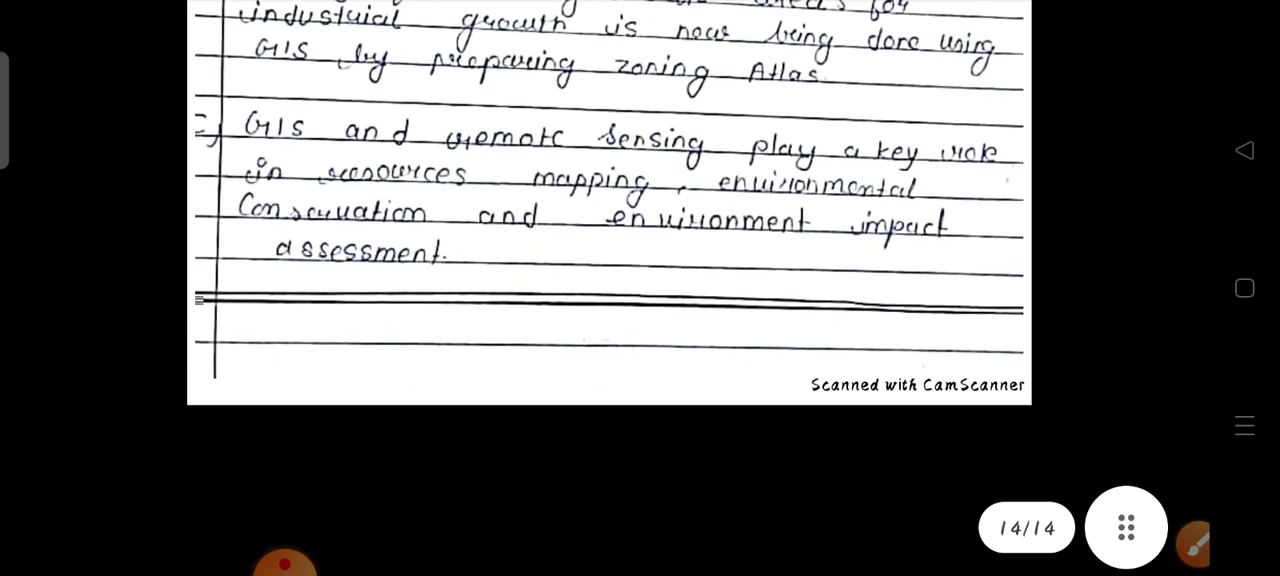 for
industrial growth is now being done using
GIS by preparing zoning Atlas.
=> GIS and remote sensing play a key role
in resources mapping, environmental
Conservation and environment impact
assessment.
Scanned with CamScanner
14/14